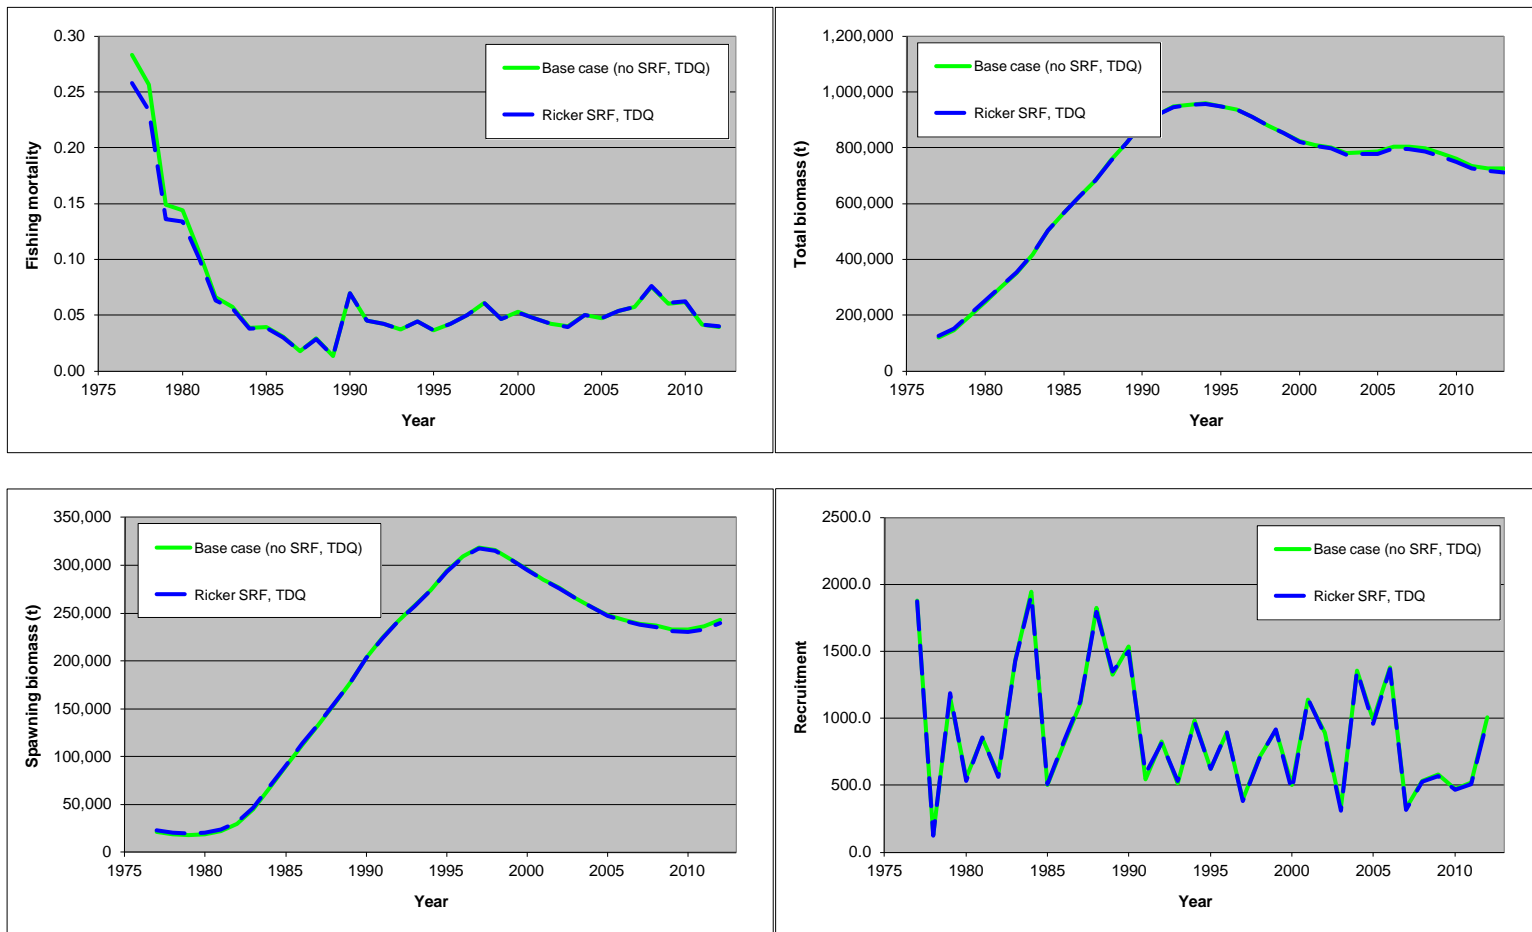 0.30
0.25
0.20
0.15
0.10
0.05
0.00
Fishing mortality
Base case (no SRF, TDQ)
Ricker SRF, TDQ
1975 1980 1985 1990 1995 2000 2005 2010
Year
1,200,000
1,000,000
800,000
600,000
400,000
200,000
0
Total biomass (t)
Base case (no SRF, TDQ)
Ricker SRF, TDQ
1975 1980 1985 1990 1995 2000 2005 2010
Year
350,000
300,000
250,000
200,000
150,000
100,000
50,000
0
Spawning biomass (t)
Base case (no SRF, TDQ)
Ricker SRF, TDQ
1975 1980 1985 1990 1995 2000 2005 2010
Year
2500.0
2000.0
1500.0
1000.0
500.0
0.0
Recruitment
Base case (no SRF, TDQ)
Ricker SRF, TDQ
1975 1980 1985 1990 1995 2000 2005 2010
Year